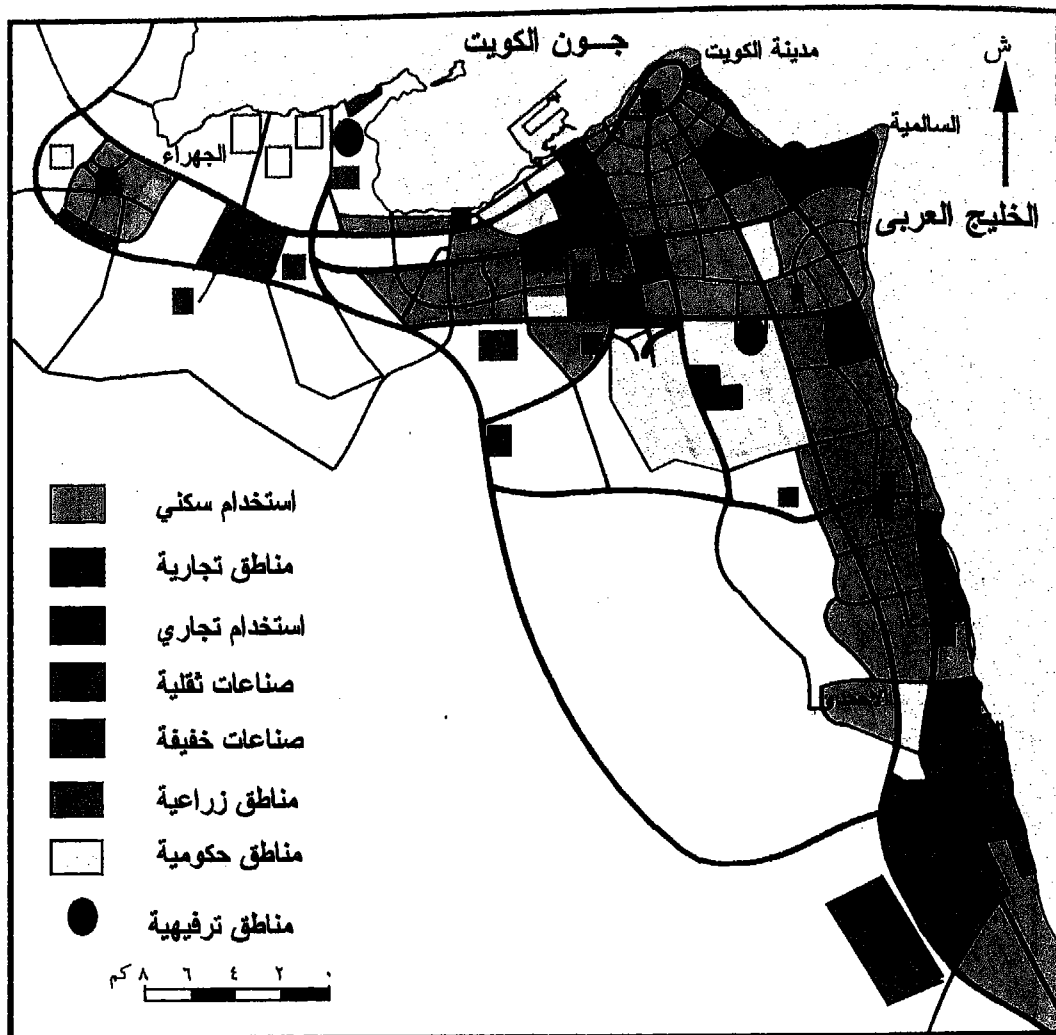 جـــون الكويت
مدينة الكويت
ش
السالمية
الجهراء
الخليج العربى
استخدام سكني
مناطق تجارية
استخدام تجاري
صناعات ثقلية
صناعات خفيفة
مناطق زراعية
مناطق حكومية
مناطق ترفيهية
٠ ٢ ٤ ٦ ٨ كم